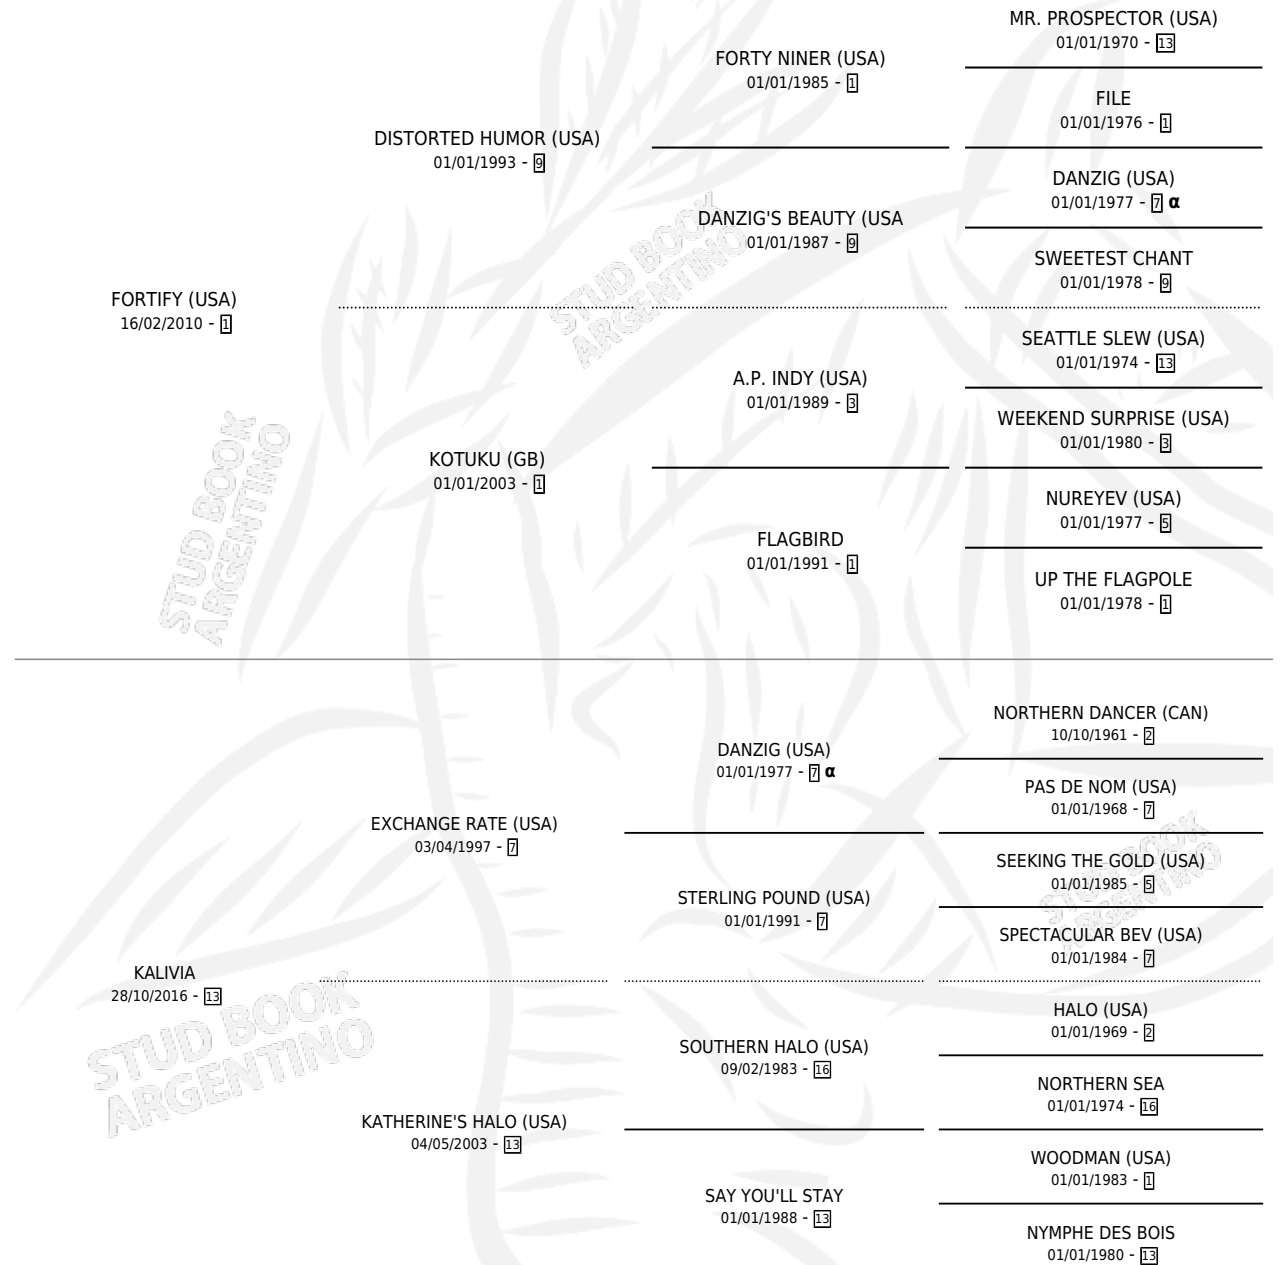 MR. PROSPECTOR (USA)
01/01/1970 - 13
FORTY NINER (USA)
01/01/1985 - 1
FILE
01/01/1976 - 1
DISTORTED HUMOR (USA)
01/01/1993 - 9
DANZIG (USA)
01/01/1977 - 7 α
DANZIG'S BEAUTY (USA
01/01/1987 - 9
SWEETEST CHANT
01/01/1978 - 9
FORTIFY (USA)
16/02/2010 - 1
SEATTLE SLEW (USA)
01/01/1974 - 13
A.P. INDY (USA)
01/01/1989 - 3
WEEKEND SURPRISE (USA)
01/01/1980 - 3
KOTUKU (GB)
01/01/2003 - 1
NUREYEV (USA)
01/01/1977 - 5
FLAGBIRD
01/01/1991 - 1
UP THE FLAGPOLE
01/01/1978 - 1
NORTHERN DANCER (CAN)
10/10/1961 - 2
DANZIG (USA)
01/01/1977 - 7 α
PAS DE NOM (USA)
01/01/1968 - 7
EXCHANGE RATE (USA)
03/04/1997 - 7
SEEKING THE GOLD (USA)
01/01/1985 - 5
STERLING POUND (USA)
01/01/1991 - 7
SPECTACULAR BEV (USA)
01/01/1984 - 7
KALIVIA
28/10/2016 - 13
HALO (USA)
01/01/1969 - 2
SOUTHERN HALO (USA)
09/02/1983 - 16
NORTHERN SEA
01/01/1974 - 16
KATHERINE'S HALO (USA)
04/05/2003 - 13
WOODMAN (USA)
01/01/1983 - 1
SAY YOU'LL STAY
01/01/1988 - 13
NYMPHE DES BOIS
01/01/1980 - 13
STUD BOOK
ARGENTINO
STUD BOOK
ARGENTINO
STUD BOOK
ARGENTINO
STUD BOOK
ARGENTINO